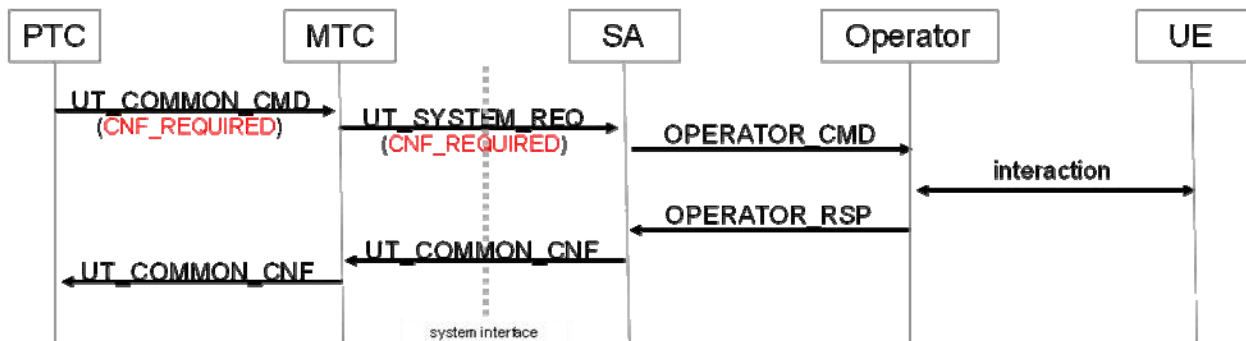 PTC
MTC
SA
Operator
UE
UT_COMMON_CMD
(CNF_REQUIRED)
UT_SYSTEM_REQ
(CNF_REQUIRED)
OPERATOR_CMD
interaction
OPERATOR_RSP
UT_COMMON_CNF
UT_COMMON_CNF
system interface